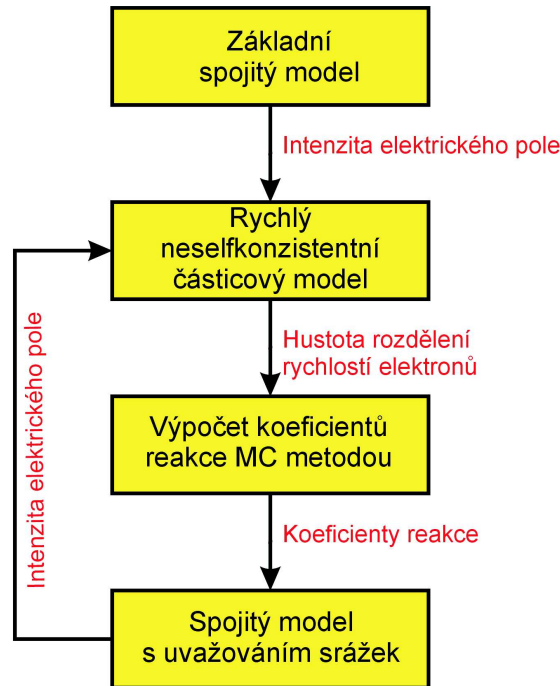 Základní
spojitý model
Intenzita elektrického pole
Rychlý
neselfkonzistentní
částicový model
Hustota rozdělení
rychlostí elektronů
Intenzita elektrického pole
Výpočet koeficientů
reakce MC metodou
Koeficienty reakce
Spojitý model
s uvažováním srážek